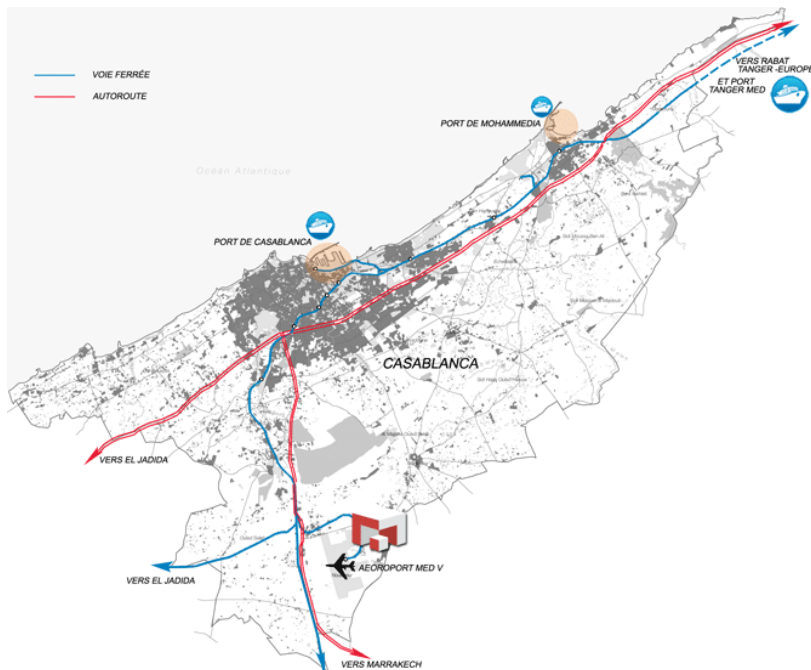 VOIE FERRÉE
AUTOROUTE
VERS RABAT
TANGER -EUROPE
ET PORT
TANGER MED
PORT DE MOHAMMEDIA
Océan Atlantique
PORT DE CASABLANCA
CASABLANCA
VERS EL JADIDA
AEOROPORT MED V
VERS EL JADIDA
VERS MARRAKECH